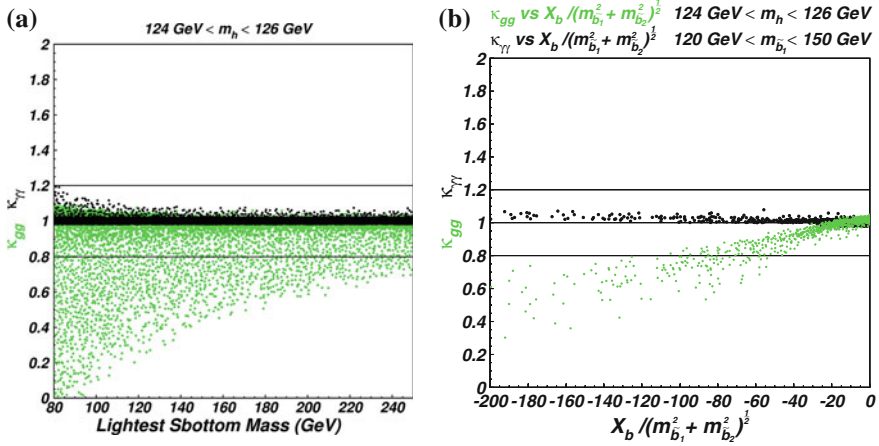 (a)
124 GeV < m_h < 126 GeV
κ_gg κ_γγ
2
1.8
1.6
1.4
1.2
1
0.8
0.6
0.4
0.2
0
80 100 120 140 160 180 200 220 240
Lightest Sbottom Mass (GeV)
(b)
κ_gg vs X_b /(m²_b̃₁ + m²_b̃₂)^½ 124 GeV < m_h < 126 GeV
κ_γγ vs X_b /(m²_b̃₁ + m²_b̃₂)^½ 120 GeV < m_b̃₁ < 150 GeV
κ_gg κ_γγ
2
1.8
1.6
1.4
1.2
1
0.8
0.6
0.4
0.2
0
-200 -180 -160 -140 -120 -100 -80 -60 -40 -20 0
X_b /(m²_b̃₁ + m²_b̃₂)^½